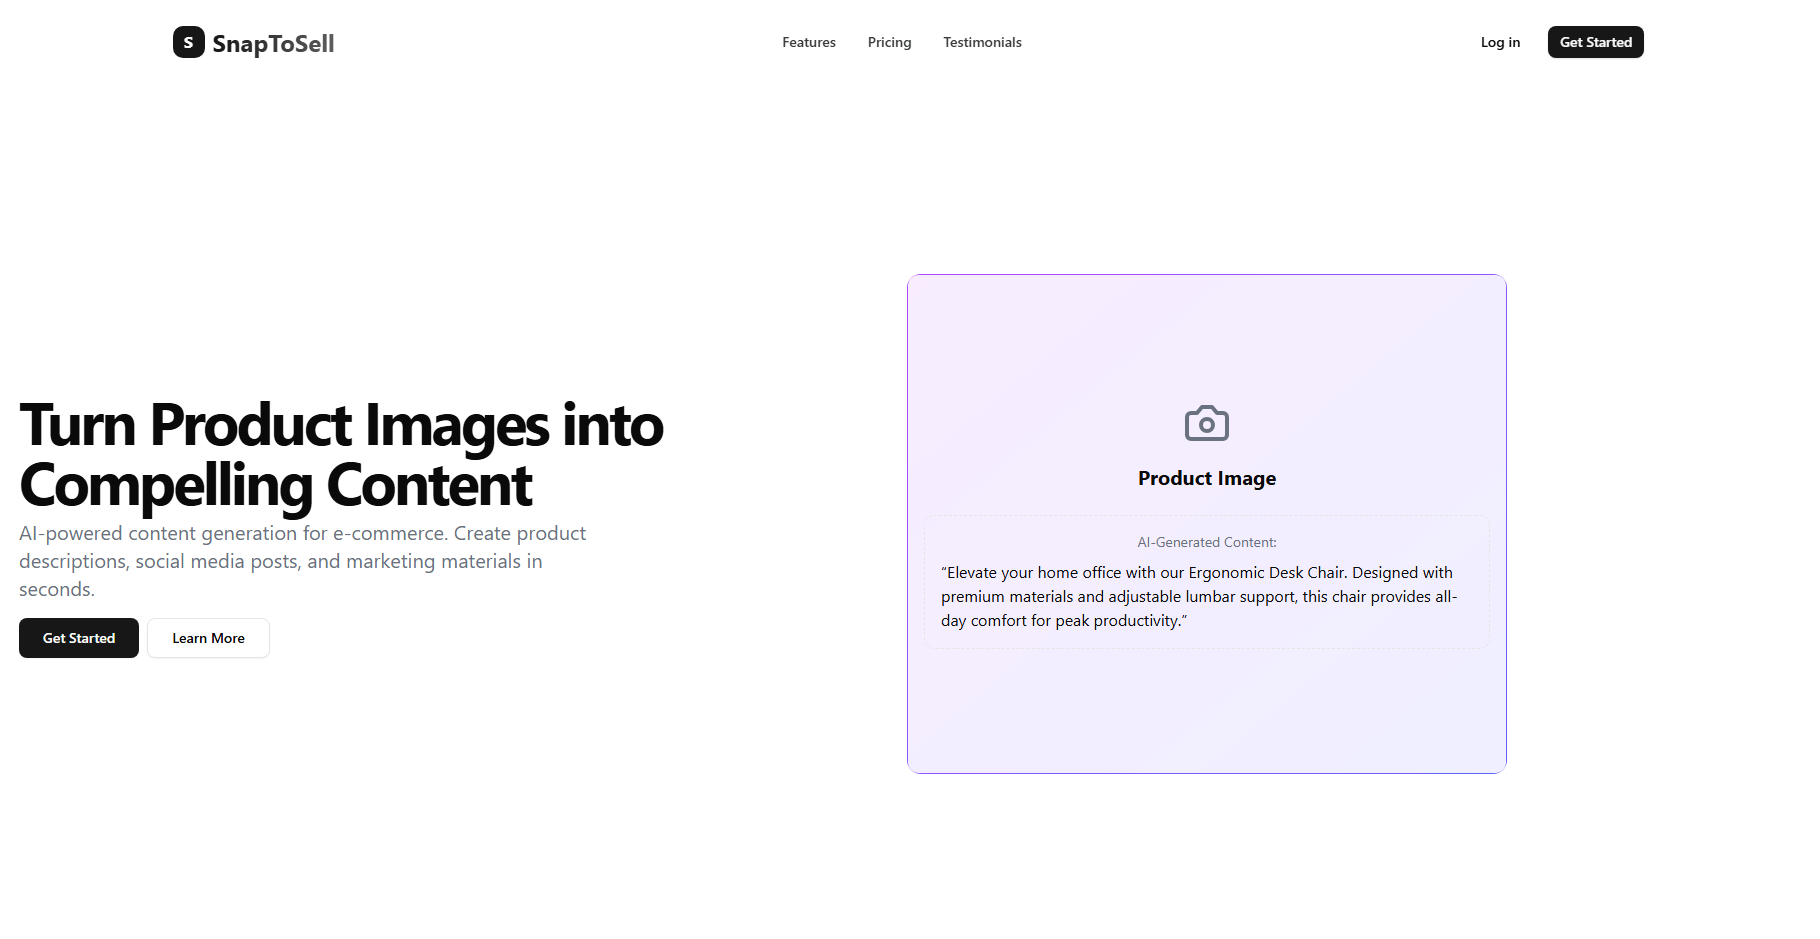 S SnapToSell
Features Pricing Testimonials
Log in Get Started
Turn Product Images into
Compelling Content
AI-powered content generation for e-commerce. Create product
descriptions, social media posts, and marketing materials in
seconds.
Get Started Learn More
Product Image
AI-Generated Content:
“Elevate your home office with our Ergonomic Desk Chair. Designed with
premium materials and adjustable lumbar support, this chair provides all-
day comfort for peak productivity.”